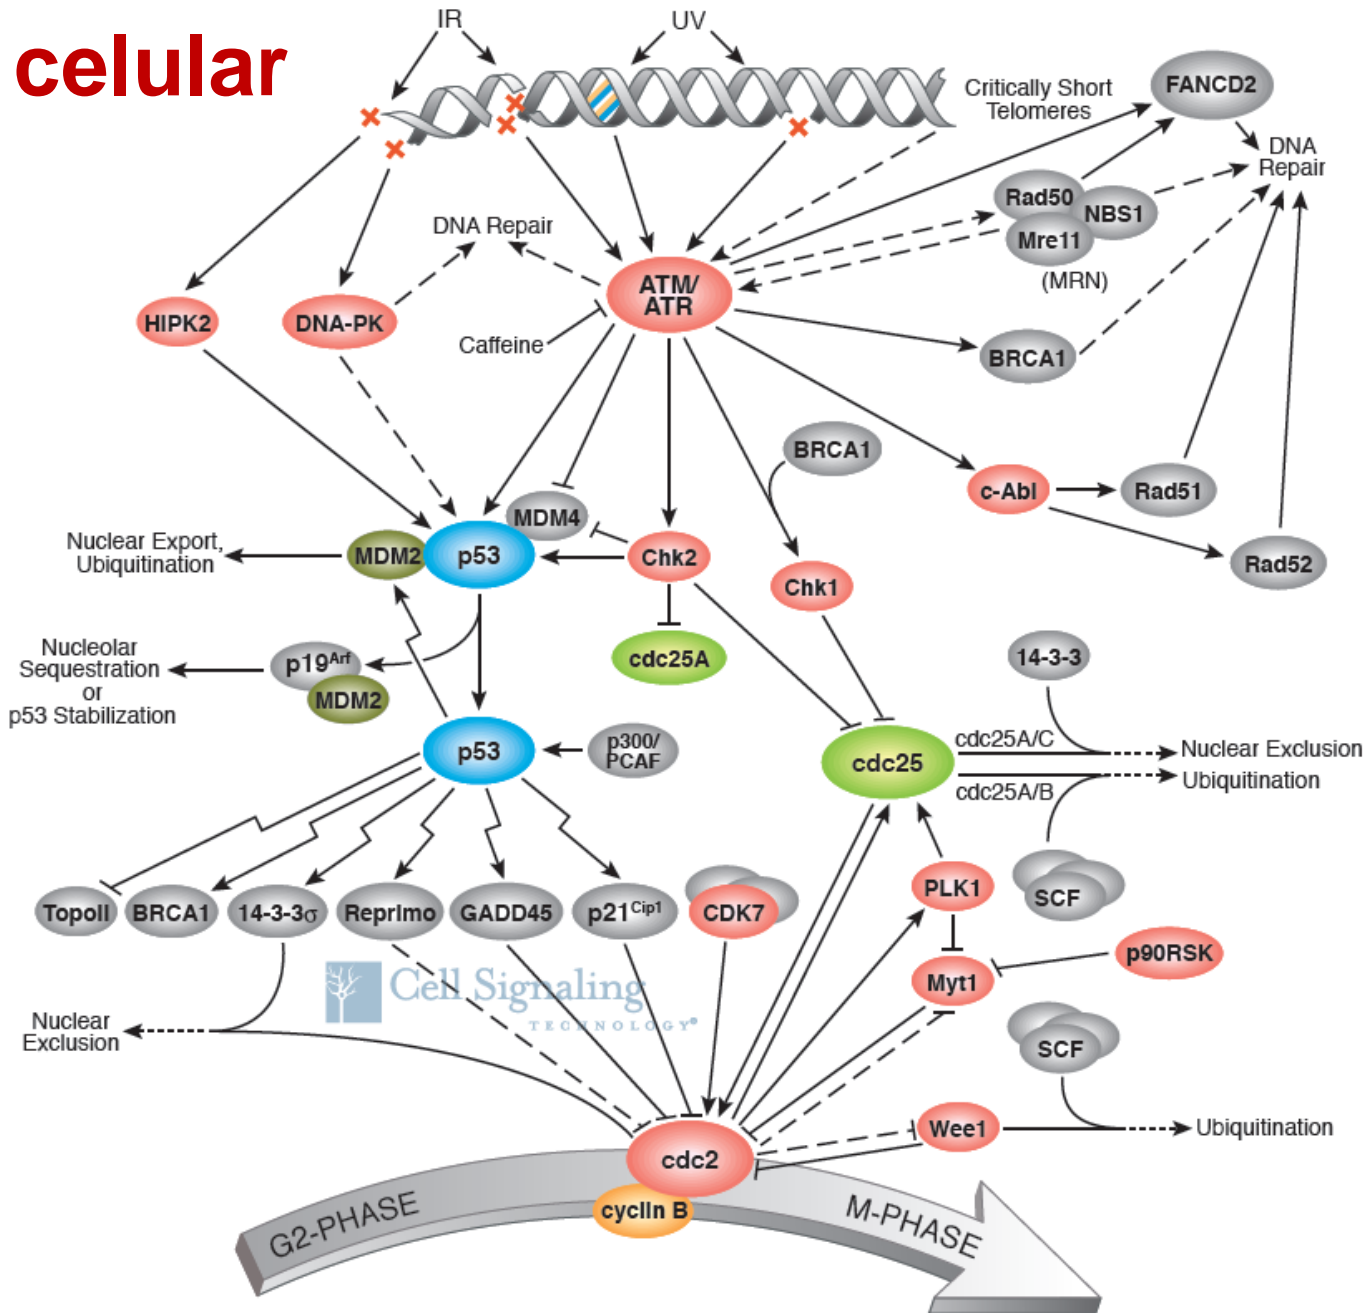 celular
IR
UV
Critically Short
Telomeres
FANCD2
DNA
Repair
Rad50
NBS1
Mre11
(MRN)
DNA Repair
ATM/
ATR
HIPK2
DNA-PK
Caffeine
BRCA1
BRCA1
c-Abl
Rad51
Rad52
MDM4
Nuclear Export,
Ubiquitination
MDM2
p53
Chk2
Chk1
cdc25A
Nucleolar
Sequestration
or
p53 Stabilization
p19Arf
MDM2
14-3-3
p53
p300/
PCAF
cdc25
cdc25A/C
Nuclear Exclusion
cdc25A/B
Ubiquitination
SCF
PLK1
TopoII
BRCA1
14-3-3σ
Reprimo
GADD45
p21Cip1
CDK7
Myt1
p90RSK
Cell Signaling
TECHNOLOGY®
Nuclear
Exclusion
SCF
Wee1
Ubiquitination
cdc2
cyclin B
G2-PHASE
M-PHASE